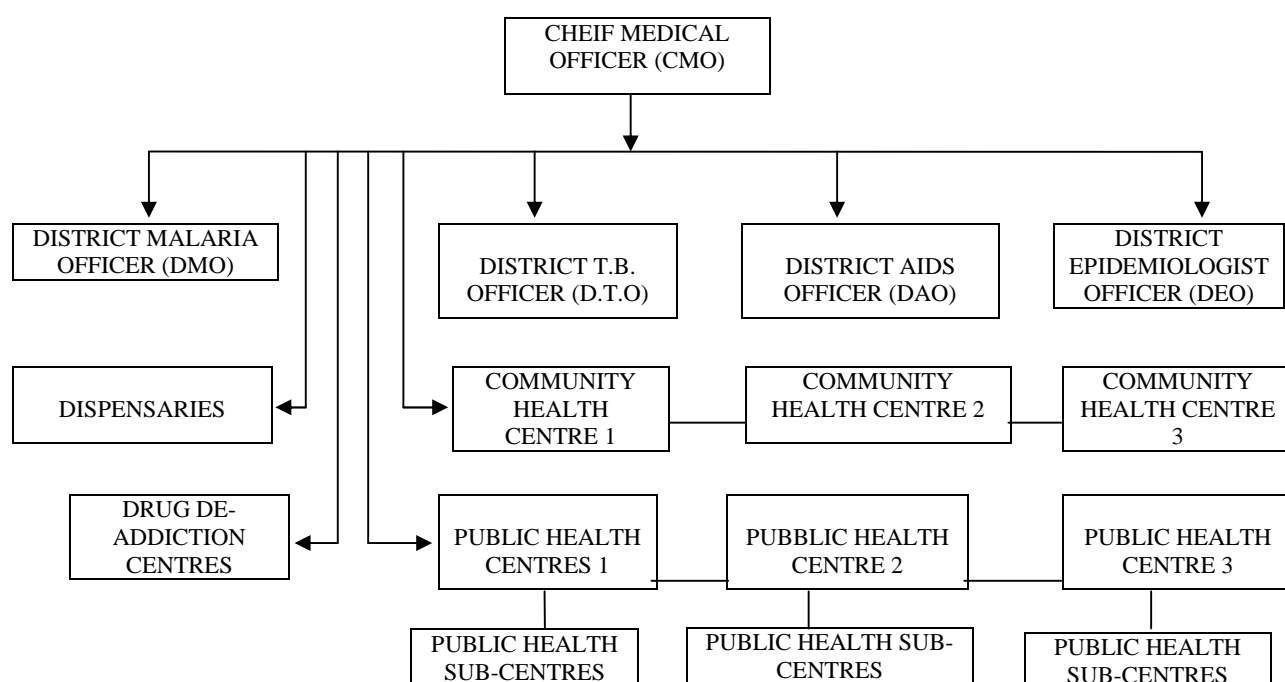 CHEIF MEDICAL
OFFICER (CMO)
DISTRICT MALARIA
OFFICER (DMO)
DISTRICT T.B.
OFFICER (D.T.O)
DISTRICT AIDS
OFFICER (DAO)
DISTRICT
EPIDEMIOLOGIST
OFFICER (DEO)
DISPENSARIES
COMMUNITY
HEALTH
CENTRE 1
COMMUNITY
HEALTH CENTRE 2
COMMUNITY
HEALTH CENTRE
3
DRUG DE-
ADDICTION
CENTRES
PUBLIC HEALTH
CENTRES 1
PUBBLIC HEALTH
CENTRE 2
PUBLIC HEALTH
CENTRE 3
PUBLIC HEALTH
SUB-CENTRES
PUBLIC HEALTH SUB-
CENTRES
PUBLIC HEALTH
SUB-CENTRES